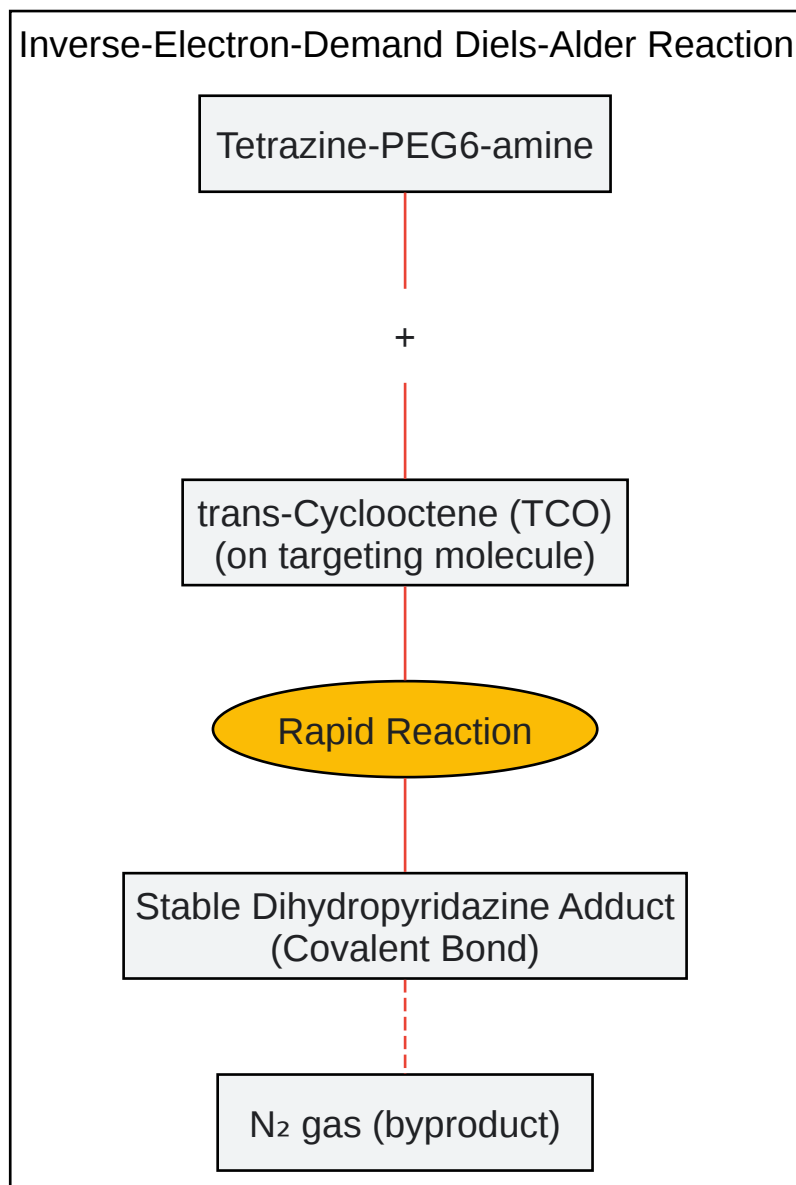 Inverse-Electron-Demand Diels-Alder Reaction
Tetrazine-PEG6-amine
+
trans-Cyclooctene (TCO)
(on targeting molecule)
Rapid Reaction
Stable Dihydropyridazine Adduct
(Covalent Bond)
N₂ gas (byproduct)